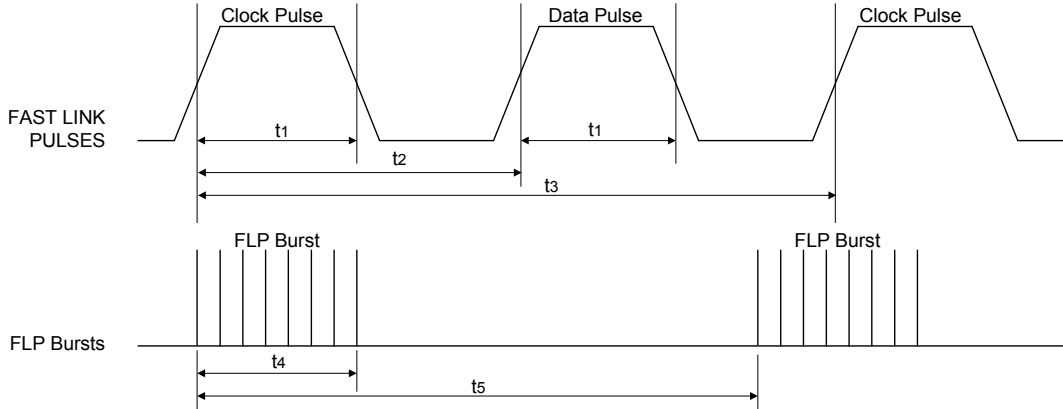 Clock Pulse Data Pulse Clock Pulse
FAST LINK
PULSES
t1 t1
t2
t3
FLP Burst FLP Burst
FLP Bursts
t4
t5